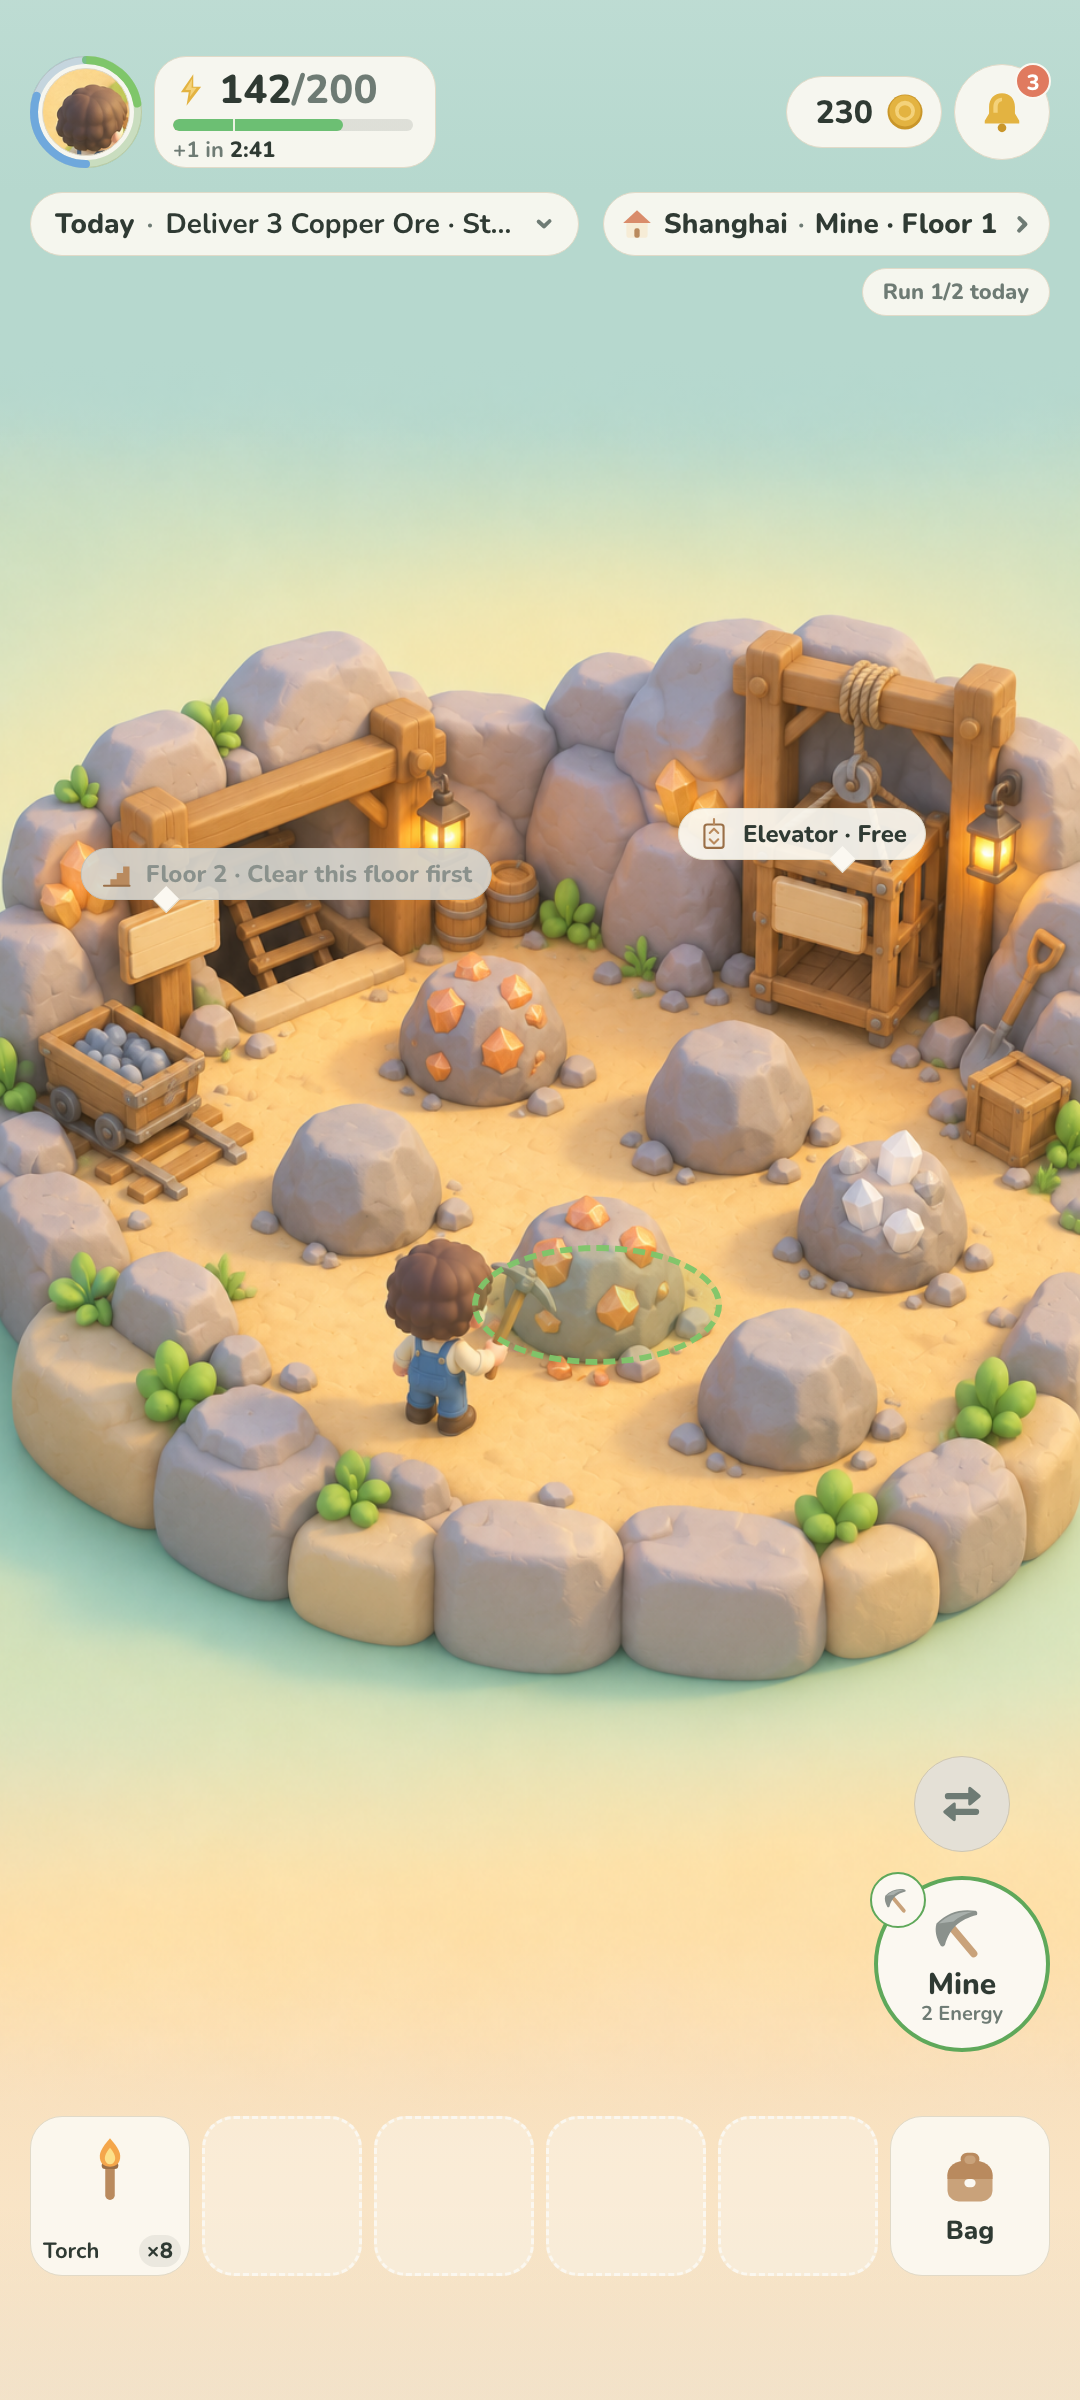 142/200
+1 in 2:41
230
3
Today · Deliver 3 Copper Ore · St...
Shanghai · Mine · Floor 1
Run 1/2 today
Elevator · Free
Floor 2 · Clear this floor first
Mine
2 Energy
Torch ×8
Bag